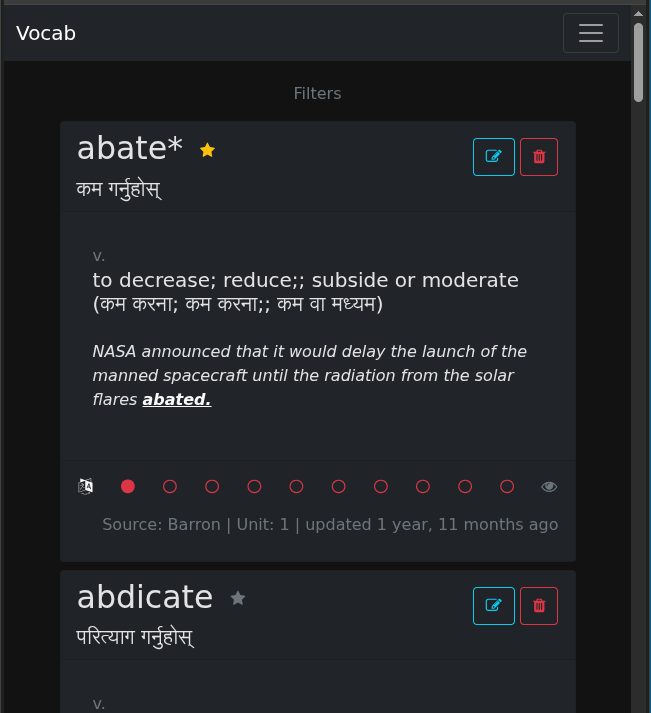 Vocab
Filters
abate*
कम गर्नुहोस्
v.
to decrease; reduce;; subside or moderate
(कम करना; कम करना;; कम वा मध्यम)
NASA announced that it would delay the launch of the
manned spacecraft until the radiation from the solar
flares abated.
Source: Barron | Unit: 1 | updated 1 year, 11 months ago
abdicate
परित्याग गर्नुहोस्
v.